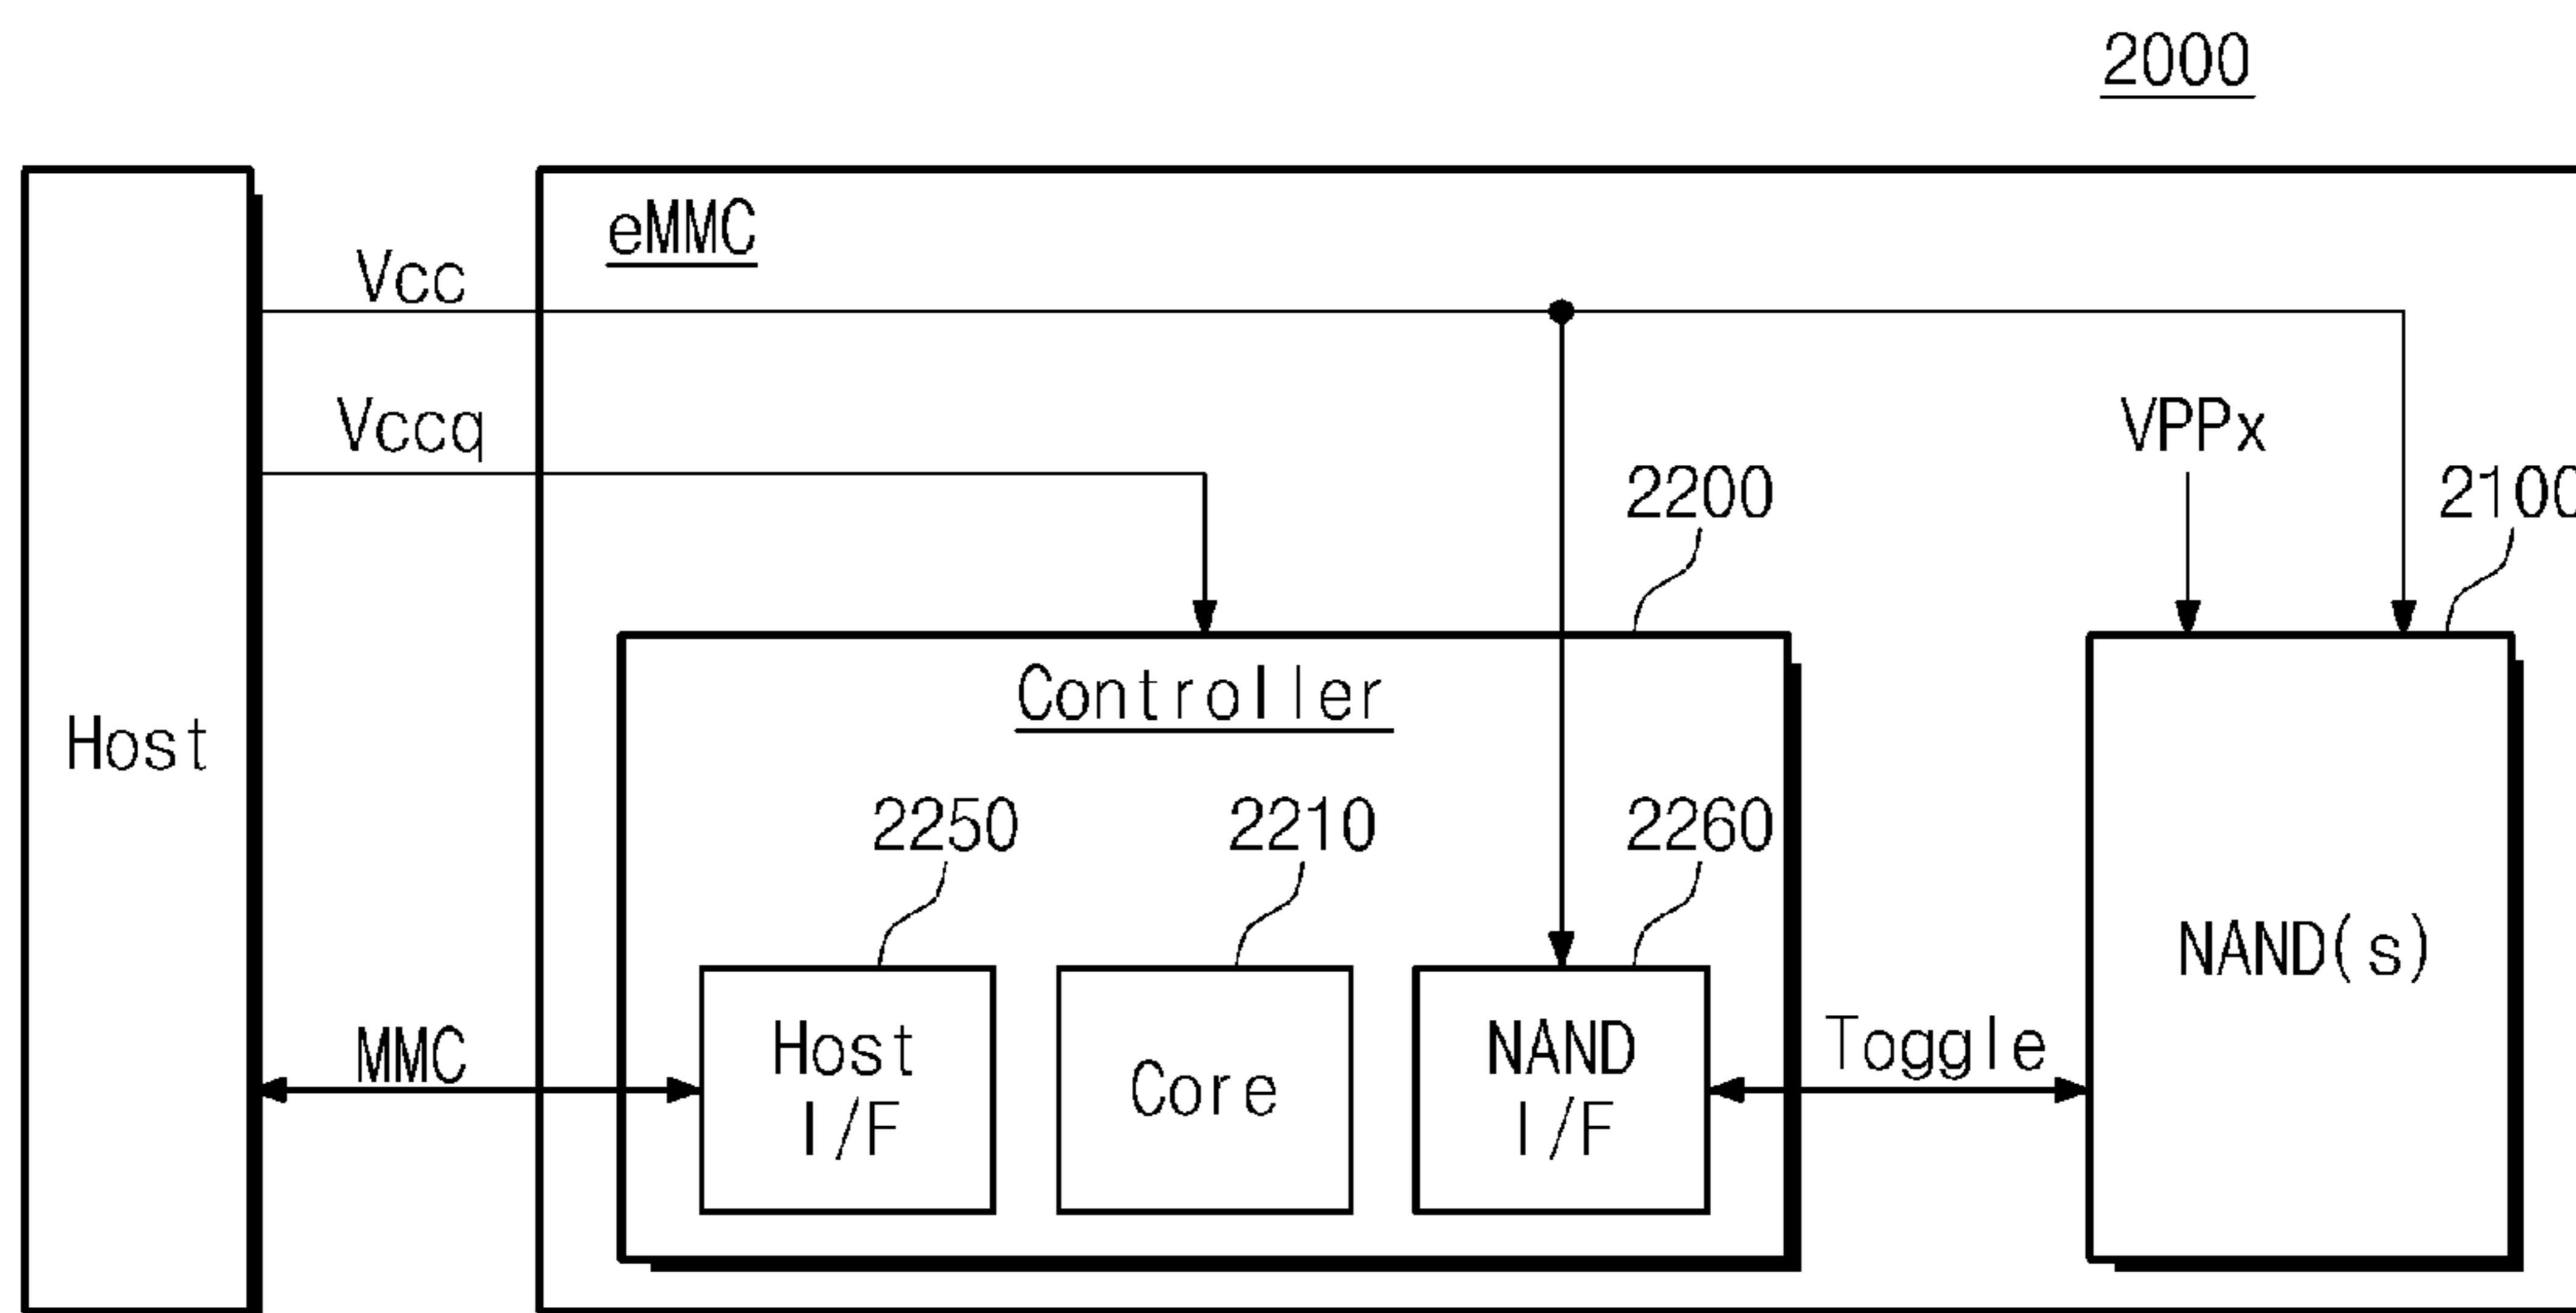 2000
eMMC
Vcc
Vccq
VPPx
2200
2100
Controller
Host
2250
2210
2260
Host
I/F
Core
NAND
I/F
NAND(s)
MMC
Toggle